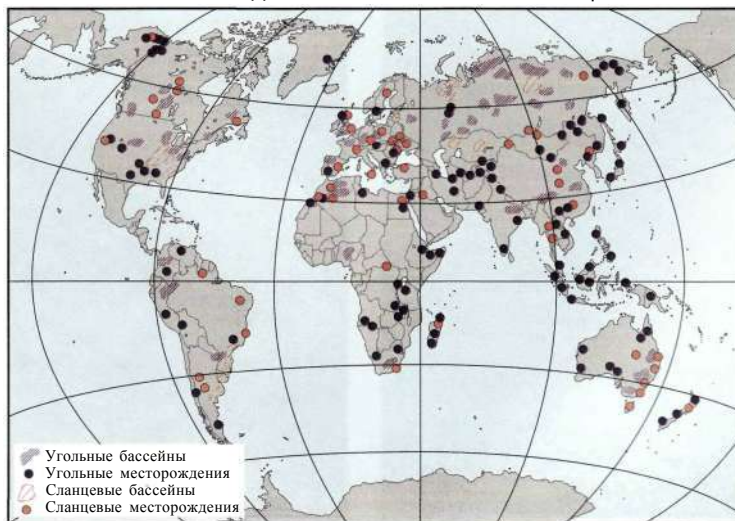 Угольные бассейны
Угольные месторождения
Сланцевые бассейны
Сланцевые месторождения